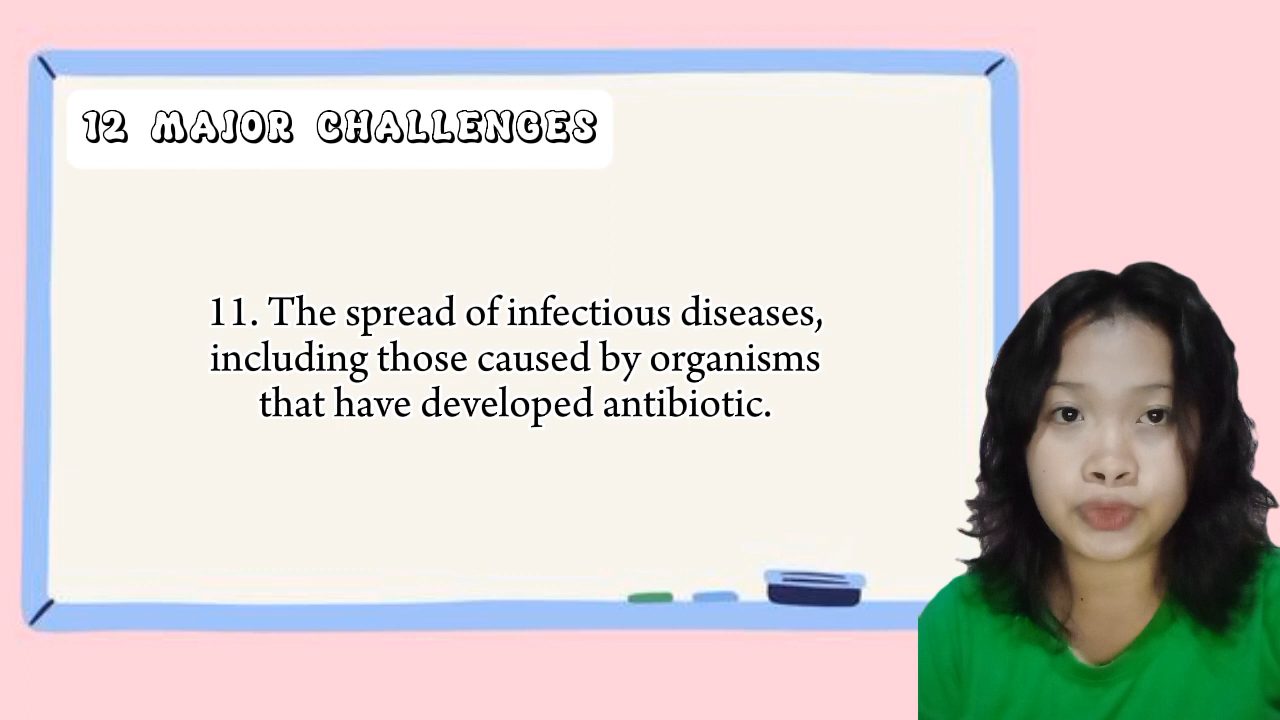 12 MAJOR CHALLENGES
11. The spread of infectious diseases,
including those caused by organisms
that have developed antibiotic.